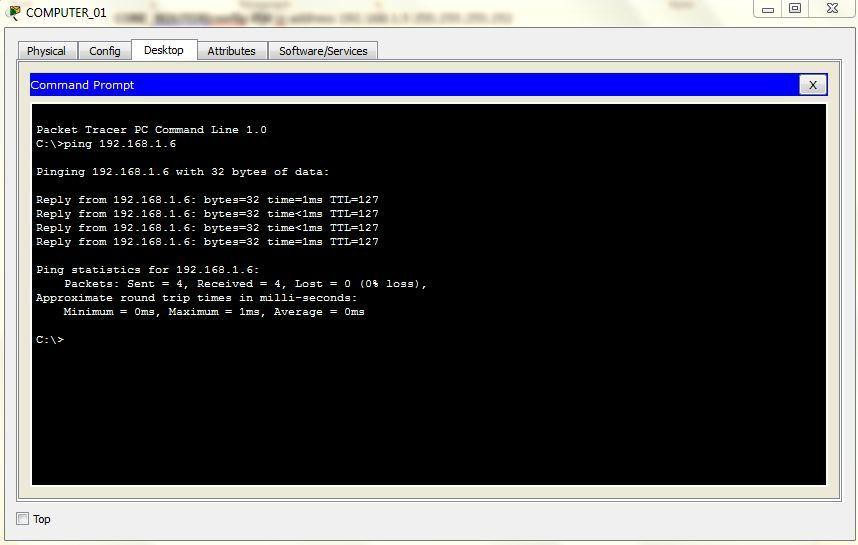 COMPUTER_01
Physical Config Desktop Attributes Software/Services
Command Prompt X
Packet Tracer PC Command Line 1.0
C:\>ping 192.168.1.6
Pinging 192.168.1.6 with 32 bytes of data:
Reply from 192.168.1.6: bytes=32 time=1ms TTL=127
Reply from 192.168.1.6: bytes=32 time<1ms TTL=127
Reply from 192.168.1.6: bytes=32 time<1ms TTL=127
Reply from 192.168.1.6: bytes=32 time=1ms TTL=127
Ping statistics for 192.168.1.6:
Packets: Sent = 4, Received = 4, Lost = 0 (0% loss),
Approximate round trip times in milli-seconds:
Minimum = 0ms, Maximum = 1ms, Average = 0ms
C:\>
Top